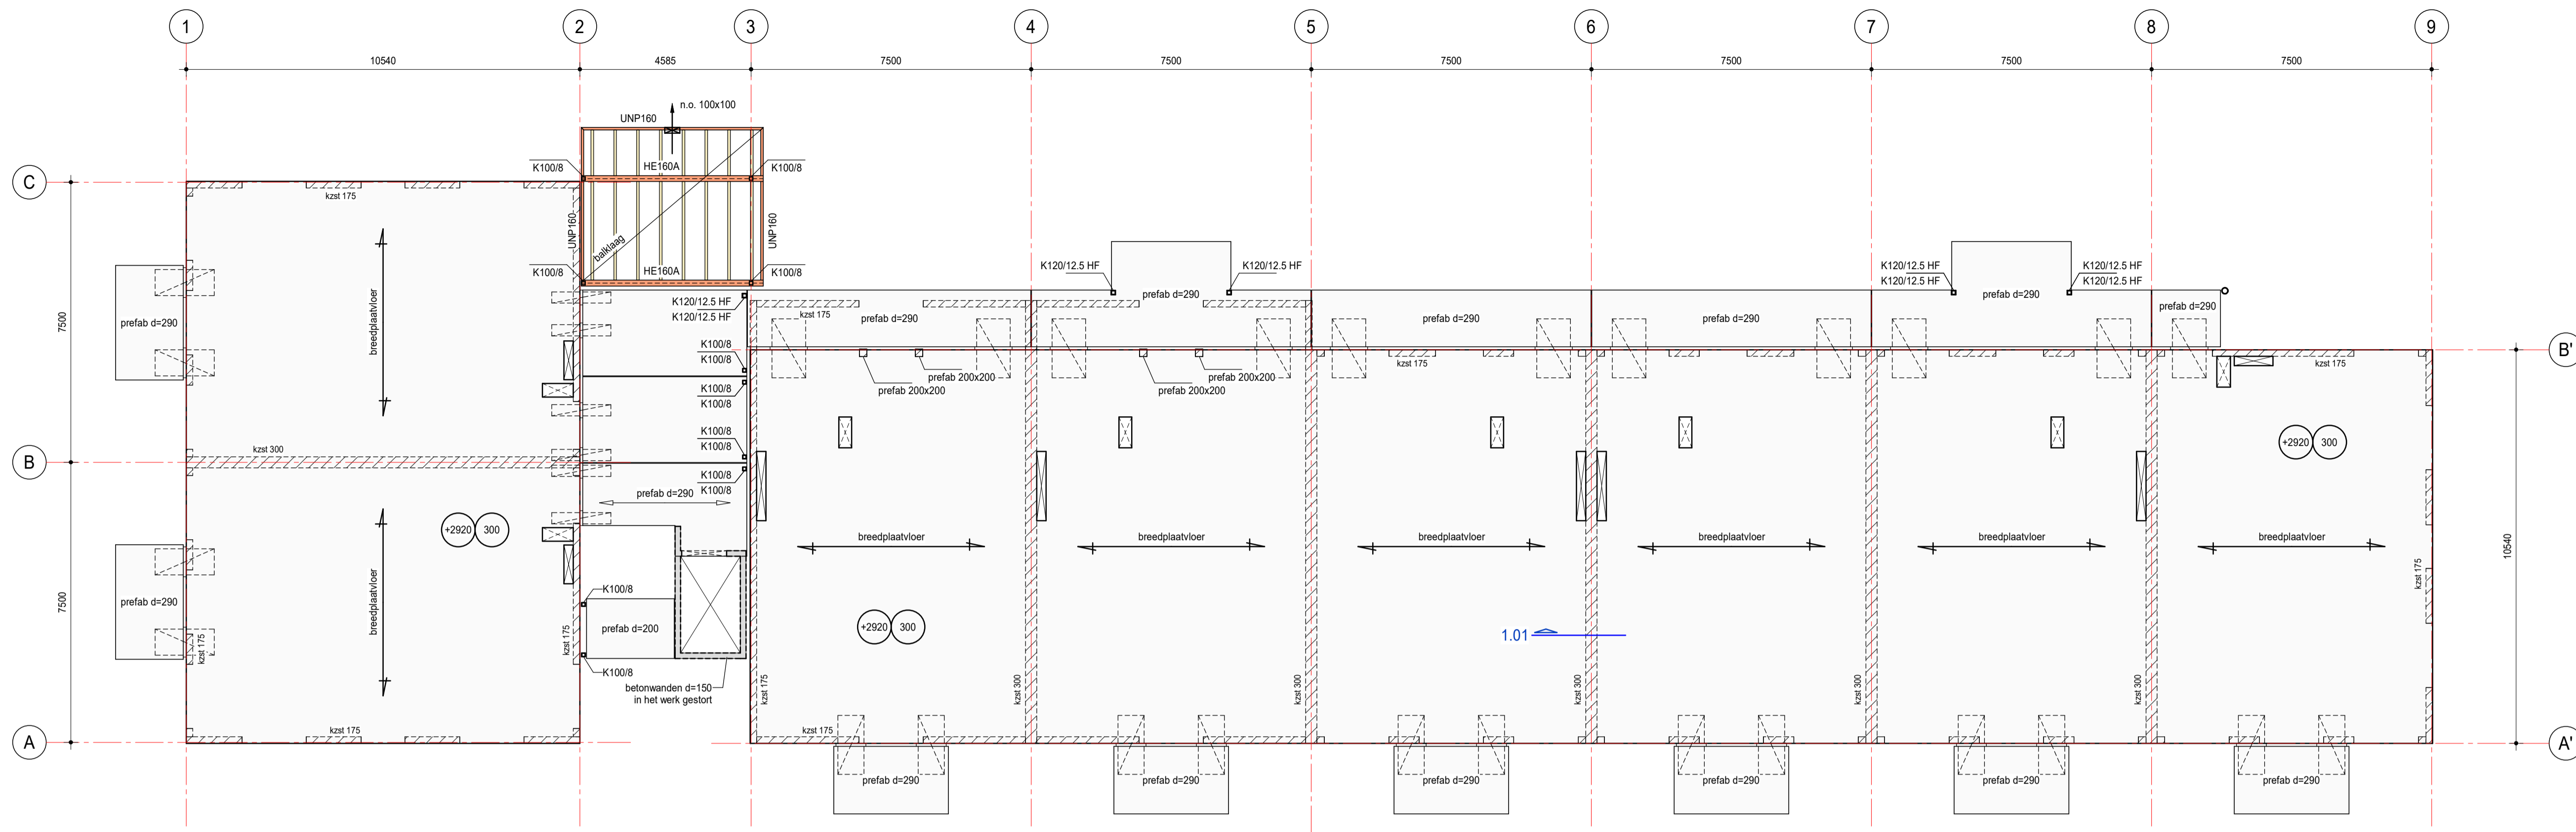 1 2 3 4 5 6 7 8 9
10540 4585 7500 7500 7500 7500 7500 7500
n.o. 100x100
UNP160
K100/8 HE160A K100/8
C
kzst 175
UNP160 UNP160
balklaag
K100/8 HE160A K100/8
breedplaatvloer
7500
prefab d=290
K120/12.5 HF K120/12.5 HF
K120/12.5 HF K120/12.5 HF
K120/12.5 HF K120/12.5 HF
prefab d=290 prefab d=290
prefab d=290
K120/12.5 HF
K120/12.5 HF
kzst 175
prefab d=290 prefab d=290 prefab d=290
K100/8
K100/8
B'
kzst 175 kzst 175
prefab 200x200 prefab 200x200
prefab 200x200 prefab 200x200
K100/8
K100/8
K100/8
K100/8
+2920 300
kzst 300
B
K100/8
K100/8
prefab d=290
+2920 300
breedplaatvloer breedplaatvloer breedplaatvloer breedplaatvloer breedplaatvloer breedplaatvloer
10540
kzst 175
breedplaatvloer
7500
prefab d=290
K100/8
prefab d=200
+2920 300
1.01
kzst 175 kzst 175
K100/8
betonwanden d=150
in het werk gestort
kzst 175 kzst 300 kzst 300 kzst 300 kzst 300 kzst 300
kzst 175 kzst 175
A A'
prefab d=290 prefab d=290 prefab d=290 prefab d=290 prefab d=290 prefab d=290